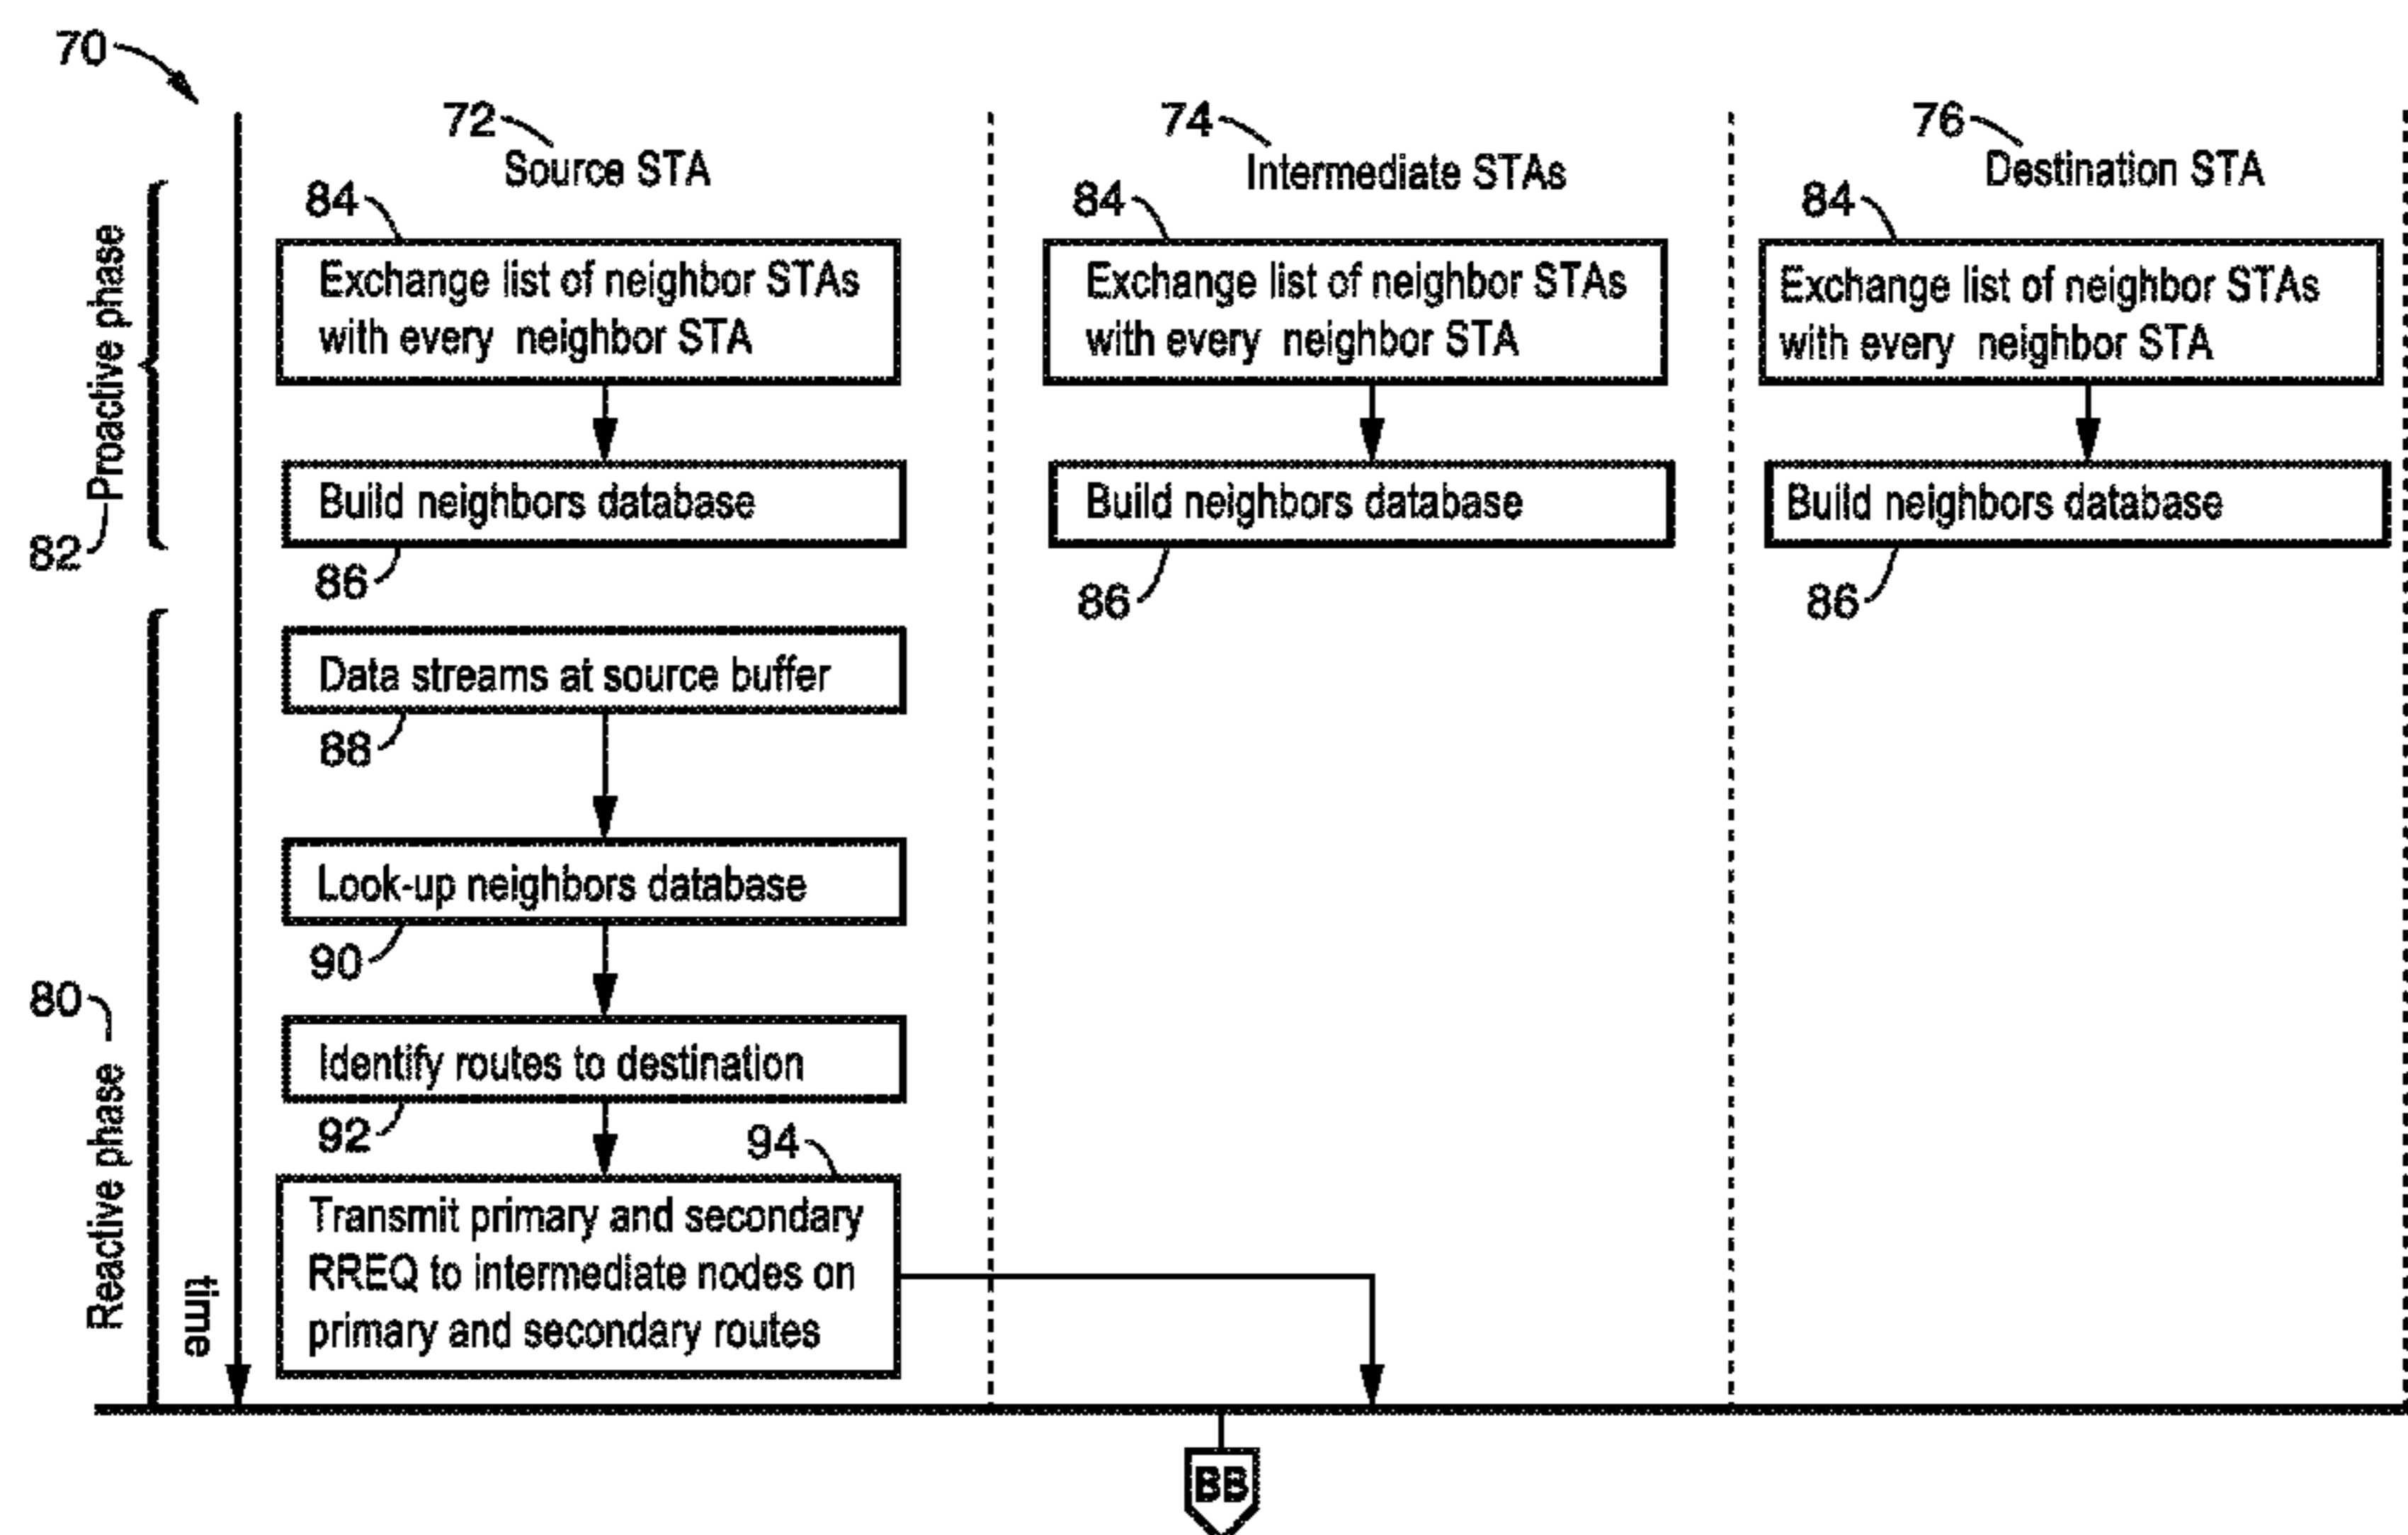 70
72
74
76
Source STA
Intermediate STAs
Destination STA
84
84
84
Proactive phase
82
Exchange list of neighbor STAs
with every neighbor STA
Exchange list of neighbor STAs
with every neighbor STA
Exchange list of neighbor STAs
with every neighbor STA
Build neighbors database
Build neighbors database
Build neighbors database
86
86
86
Data streams at source buffer
88
Look-up neighbors database
90
80
Reactive phase
Identify routes to destination
92
94
Transmit primary and secondary
RREQ to intermediate nodes on
primary and secondary routes
time
BB